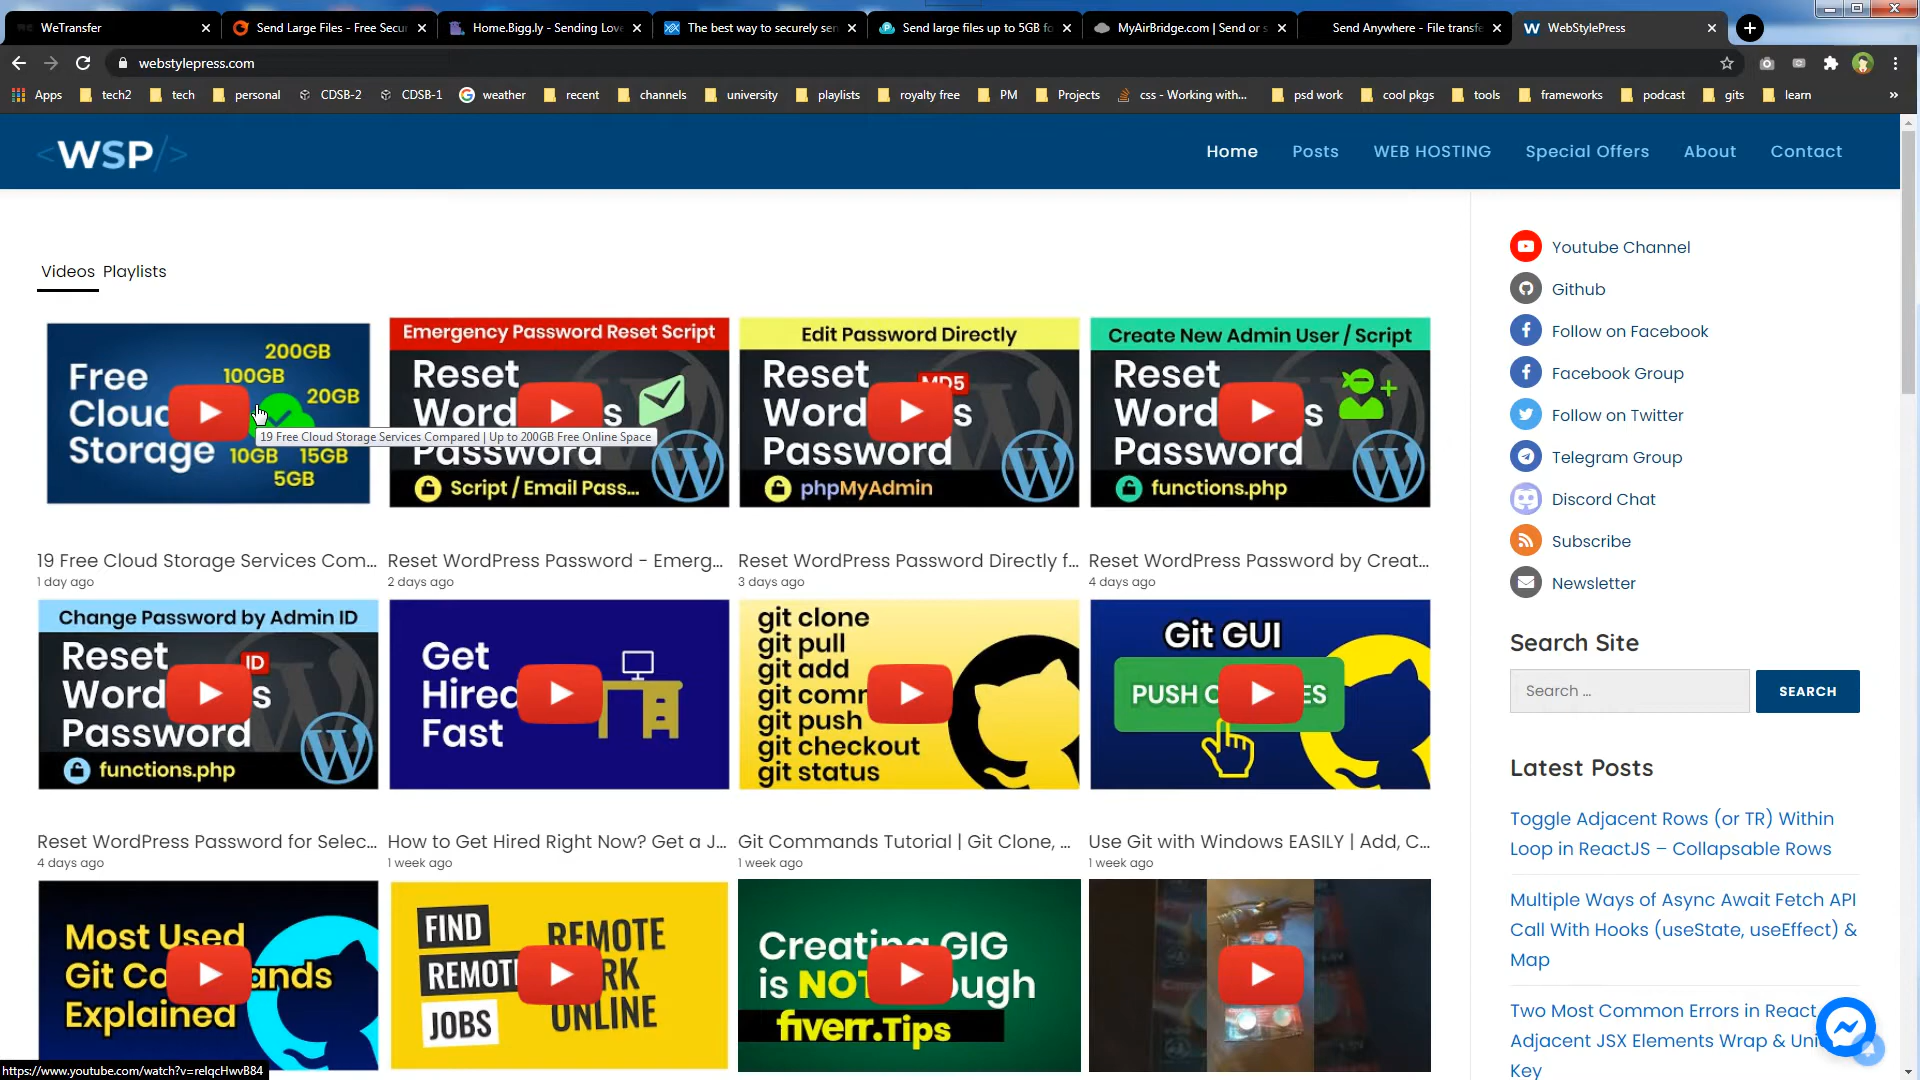 WeTransfer
Send Large Files - Free Secur
Home.Bigg.ly - Sending Love
The best way to securely sen
Send large files up to 5GB fo
MyAirBridge.com | Send or s
Send Anywhere - File transfe
WebStylePress
webstylepress.com
Apps
tech2
tech
personal
CDSB-2
CDSB-1
weather
recent
channels
university
playlists
royalty free
PM
Projects
css - Working with...
psd work
cool pkgs
tools
frameworks
podcast
gits
learn
»
<WSP/>
Home
Posts
WEB HOSTING
Special Offers
About
Contact
Videos
Playlists
Free
Cloud
Storage
200GB
100GB
20GB
10GB
15GB
5GB
19 Free Cloud Storage Services Compared | Up to 200GB Free Online Space
Emergency Password Reset Script
Reset
Word s
Password
Script / Email Pass...
Edit Password Directly
Reset
MD5
Word s
Password
phpMyAdmin
Create New Admin User / Script
Reset
Word s
Password
functions.php
19 Free Cloud Storage Services Com...
1 day ago
Reset WordPress Password - Emerg...
2 days ago
Reset WordPress Password Directly f...
3 days ago
Reset WordPress Password by Creat...
4 days ago
Change Password by Admin ID
Reset
ID
Word s
Password
functions.php
Get
Hired
Fast
git clone
git pull
git add
git comm
git push
git checkout
git status
Git GUI
PUSH C ES
Reset WordPress Password for Selec...
4 days ago
How to Get Hired Right Now? Get a J...
1 week ago
Git Commands Tutorial | Git Clone, ...
1 week ago
Use Git with Windows EASILY | Add, C...
1 week ago
Most Used
Git Co ands
Explained
FIND
REMOT
JOBS
REMOTE
RK
ONLINE
Creating GIG
is NOT ough
fiverr.Tips
Youtube Channel
Github
Follow on Facebook
Facebook Group
Follow on Twitter
Telegram Group
Discord Chat
Subscribe
Newsletter
Search Site
Search ...
SEARCH
Latest Posts
Toggle Adjacent Rows (or TR) Within
Loop in ReactJS – Collapsable Rows
Multiple Ways of Async Await Fetch API
Call With Hooks (useState, useEffect) &
Map
Two Most Common Errors in React
Adjacent JSX Elements Wrap & Uni
Key
https://www.youtube.com/watch?v=relqcHwvB84